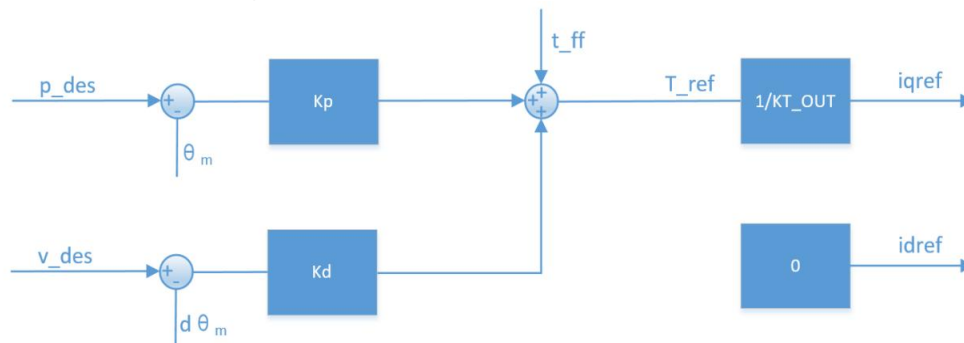 t_ff
p_des
+
-
Kp
+
+
+
T_ref
1/KT_OUT
iqref
θ m
v_des
+
-
Kd
0
idref
d θ m